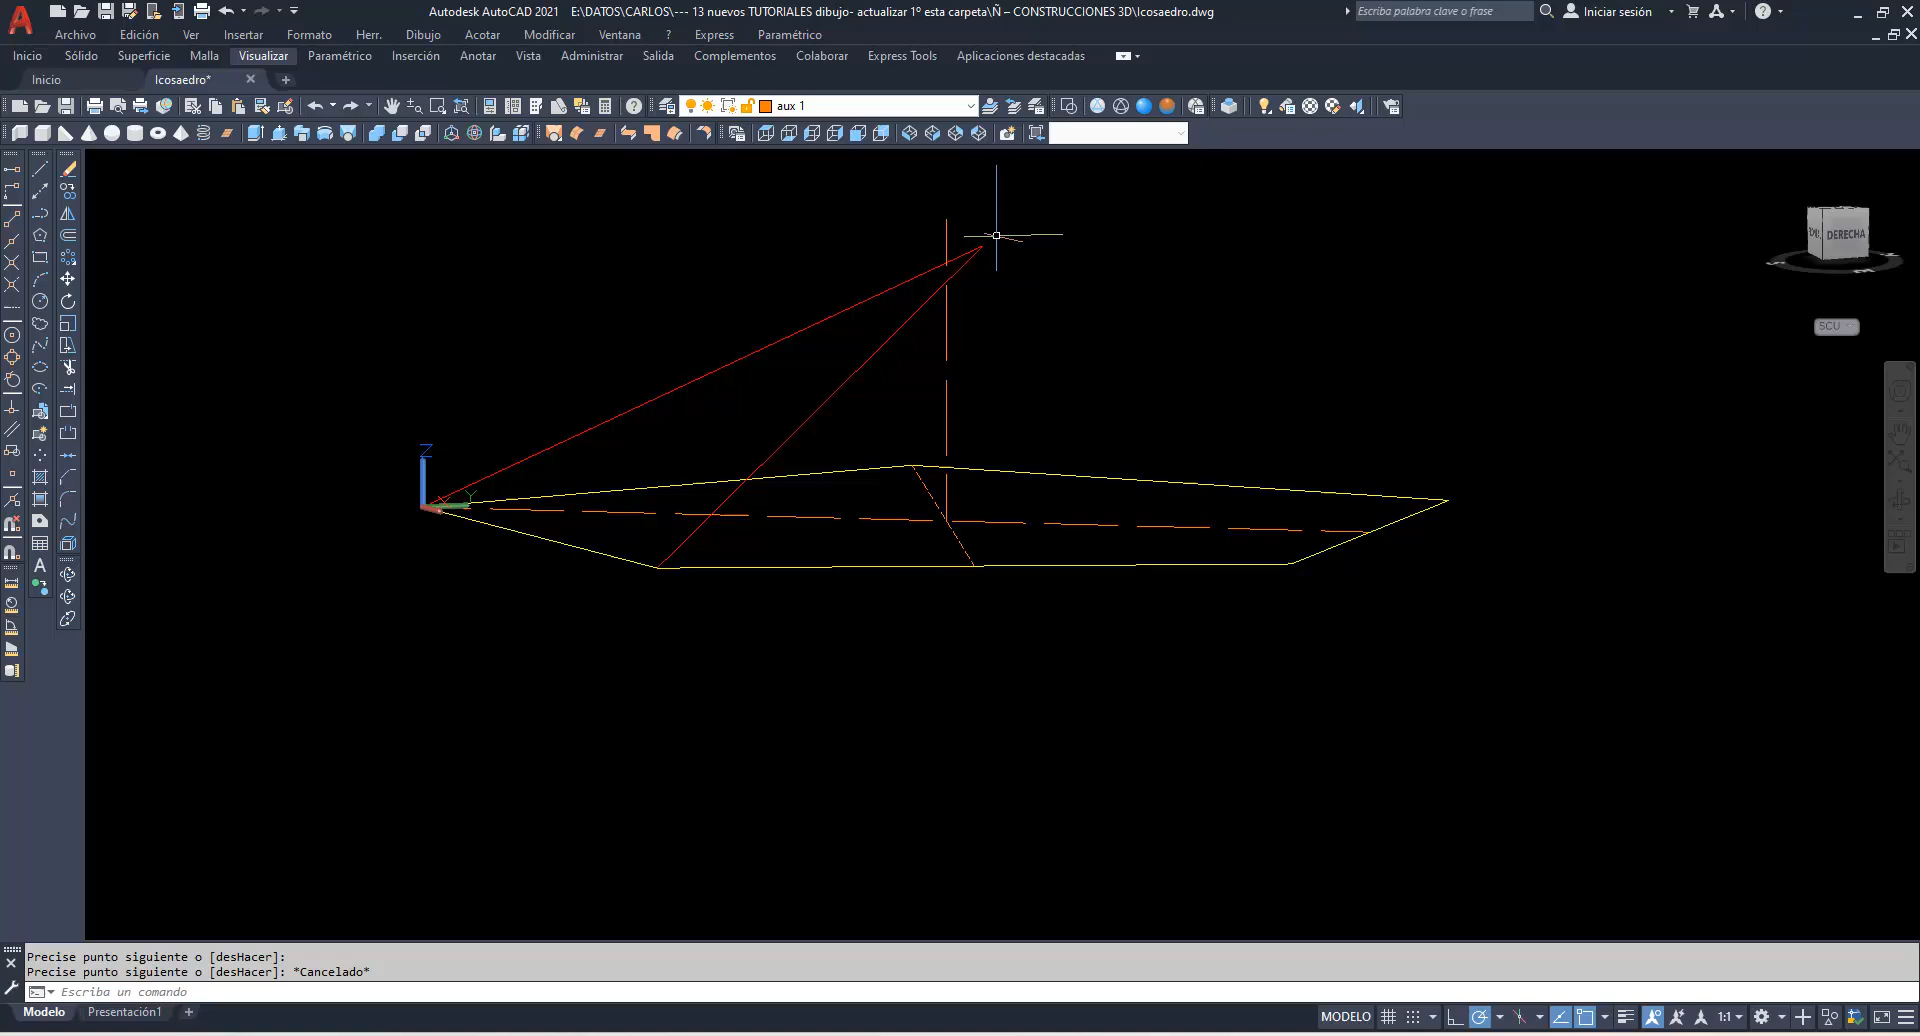 Autodesk AutoCAD 2021 E:\DATOS\CARLOS\--- 13 nuevos TUTORIALES dibujo- actualizar 1º esta carpeta\Ñ – CONSTRUCCIONES 3D\Icosaedro.dwg
Escriba palabra clave o frase
Iniciar sesión
Archivo Edición Ver Insertar Formato Herr. Dibujo Acotar Modificar Ventana ? Express Paramétrico
Inicio Sólido Superficie Malla Visualizar Paramétrico Inserción Anotar Vista Administrar Salida Complementos Colaborar Express Tools Aplicaciones destacadas
Inicio Icosaedro*
aux 1
DERECHA
SCU
Z
Y
Precise punto siguiente o [desHacer]:
Precise punto siguiente o [desHacer]: *Cancelado*
Escriba un comando
Modelo Presentación1
MODELO 1:1